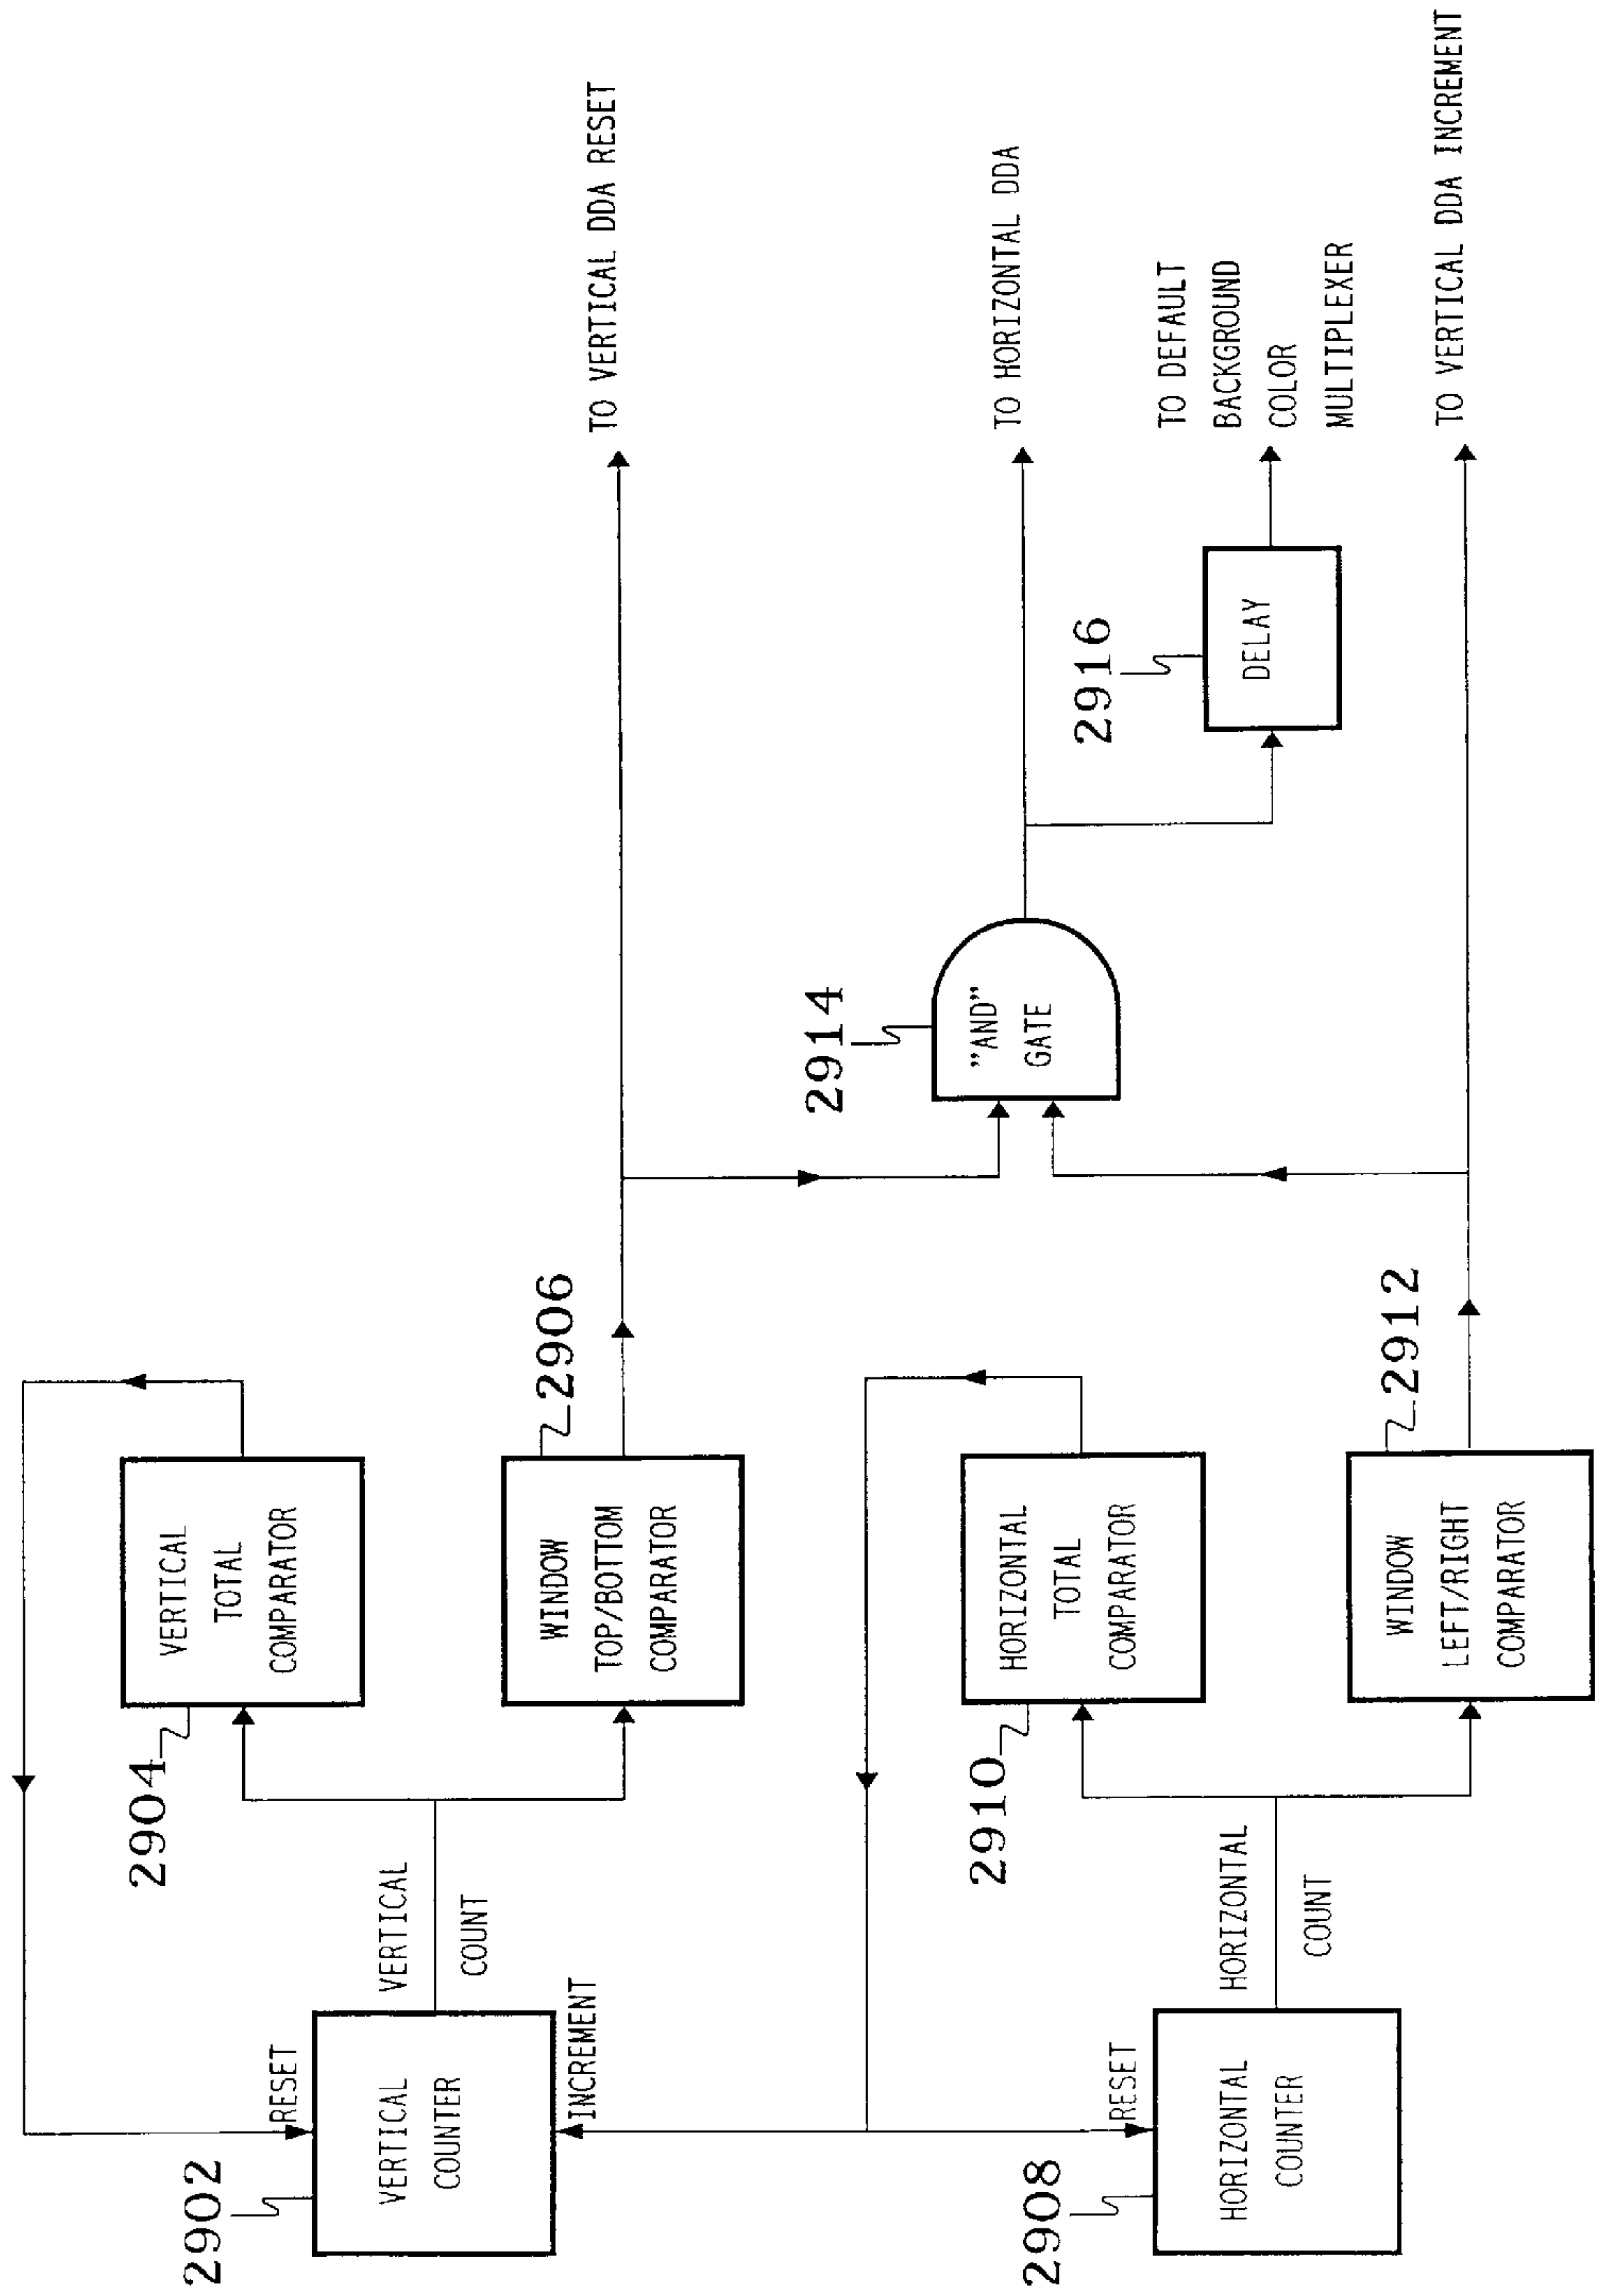 RESET
2902
VERTICAL
COUNTER
VERTICAL
COUNT
INCREMENT
2904
VERTICAL
TOTAL
COMPARATOR
WINDOW
TOP/BOTTOM
COMPARATOR
2906
TO VERTICAL DDA RESET
RESET
2908
HORIZONTAL
COUNTER
HORIZONTAL
COUNT
2910
HORIZONTAL
TOTAL
COMPARATOR
WINDOW
LEFT/RIGHT
COMPARATOR
2912
2914
"AND"
GATE
TO HORIZONTAL DDA
2916
DELAY
TO DEFAULT
BACKGROUND
COLOR
MULTIPLEXER
TO VERTICAL DDA INCREMENT